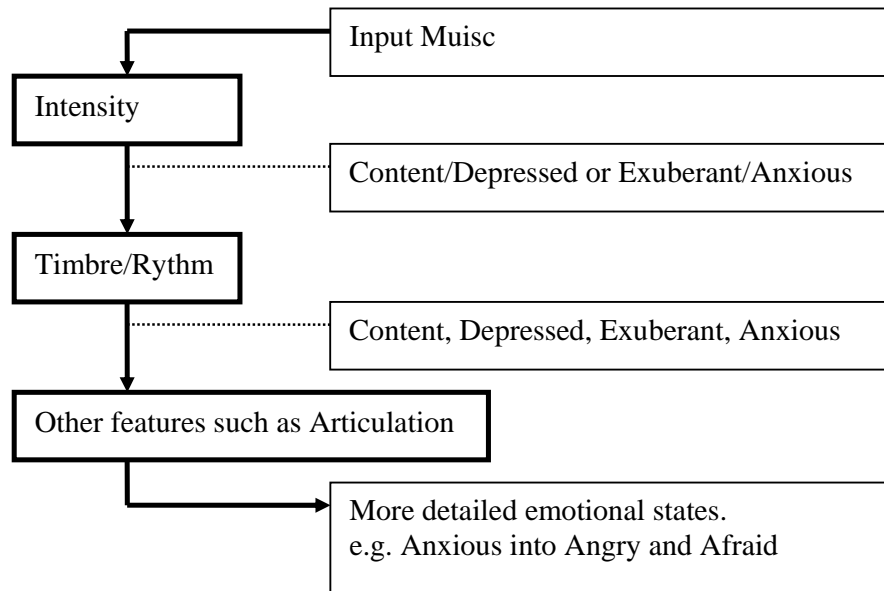 Input Muisc
Intensity
Content/Depressed or Exuberant/Anxious
Timbre/Rythm
Content, Depressed, Exuberant, Anxious
Other features such as Articulation
More detailed emotional states.
e.g. Anxious into Angry and Afraid